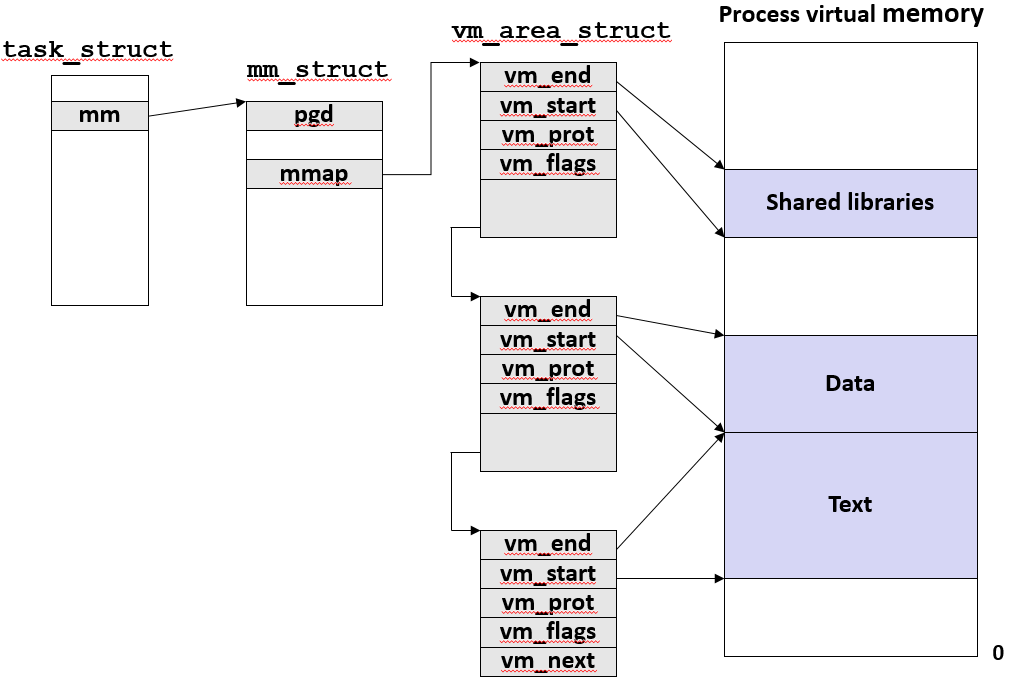 Process virtual memory
vm_area_struct
task_struct
mm_struct
mm
pgd
mmap
vm_end
vm_start
vm_prot
vm_flags
vm_end
vm_start
vm_prot
vm_flags
vm_end
vm_start
vm_prot
vm_flags
vm_next
Shared libraries
Data
Text
0